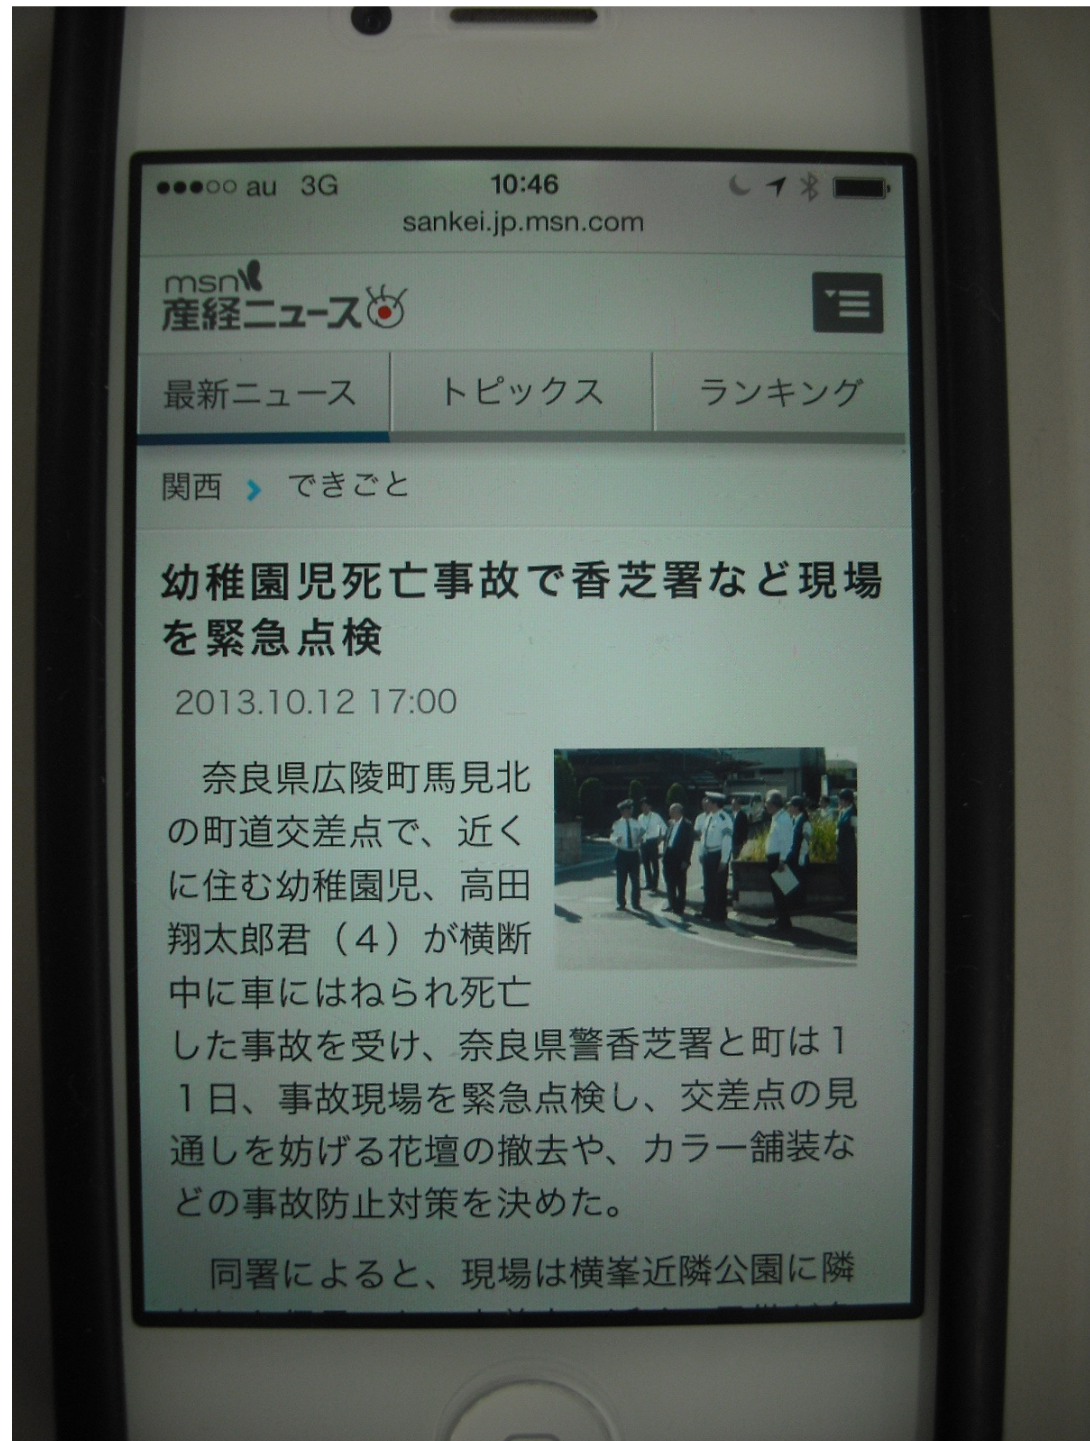 au 3G 10:46
sankei.jp.msn.com
msn
産経ニュース
最新ニュース トピックス ランキング
関西 › できごと
幼稚園児死亡事故で香芝署など現場
を緊急点検
2013.10.12 17:00
奈良県広陵町馬見北
の町道交差点で、近く
に住む幼稚園児、高田
翔太郎君（４）が横断
中に車にはねられ死亡
した事故を受け、奈良県警香芝署と町は１
１日、事故現場を緊急点検し、交差点の見
通しを妨げる花壇の撤去や、カラー舗装な
どの事故防止対策を決めた。
同署によると、現場は横峯近隣公園に隣